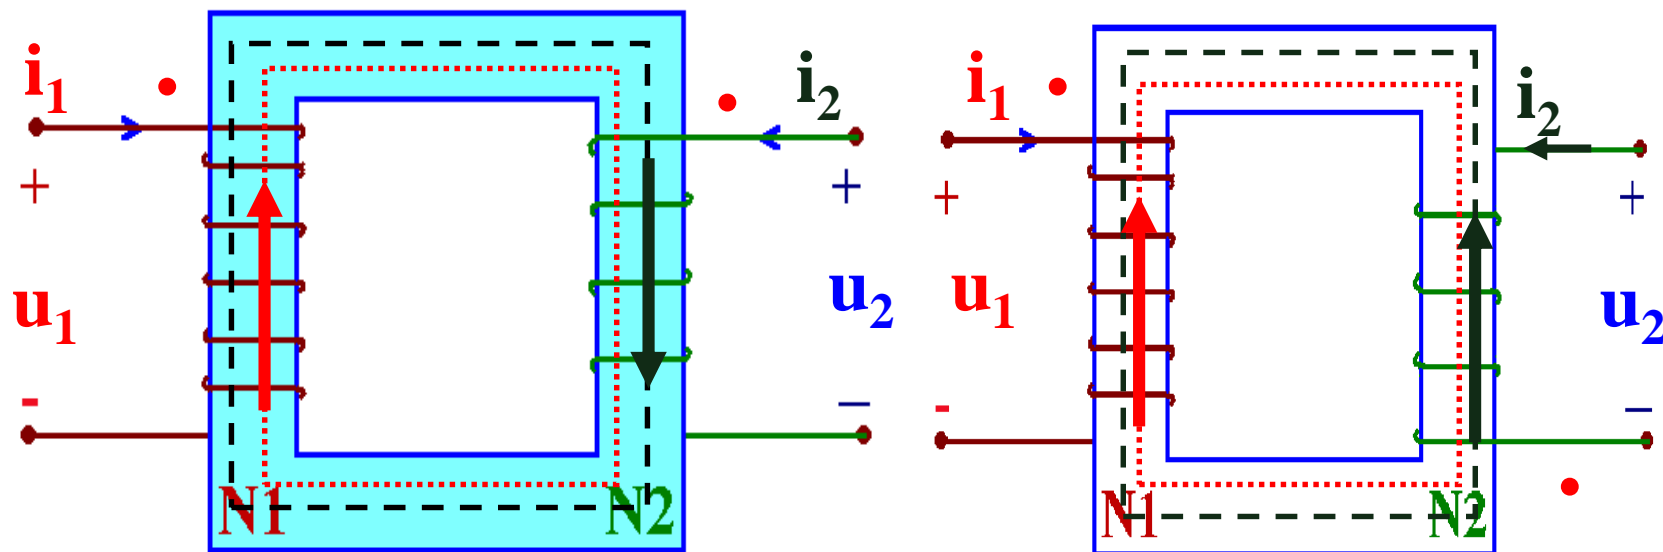 i₁ i₂ i₁ i₂
+ + + +
u₁ u₂ u₁ u₂
- – - –
N1 N2 N1 N2